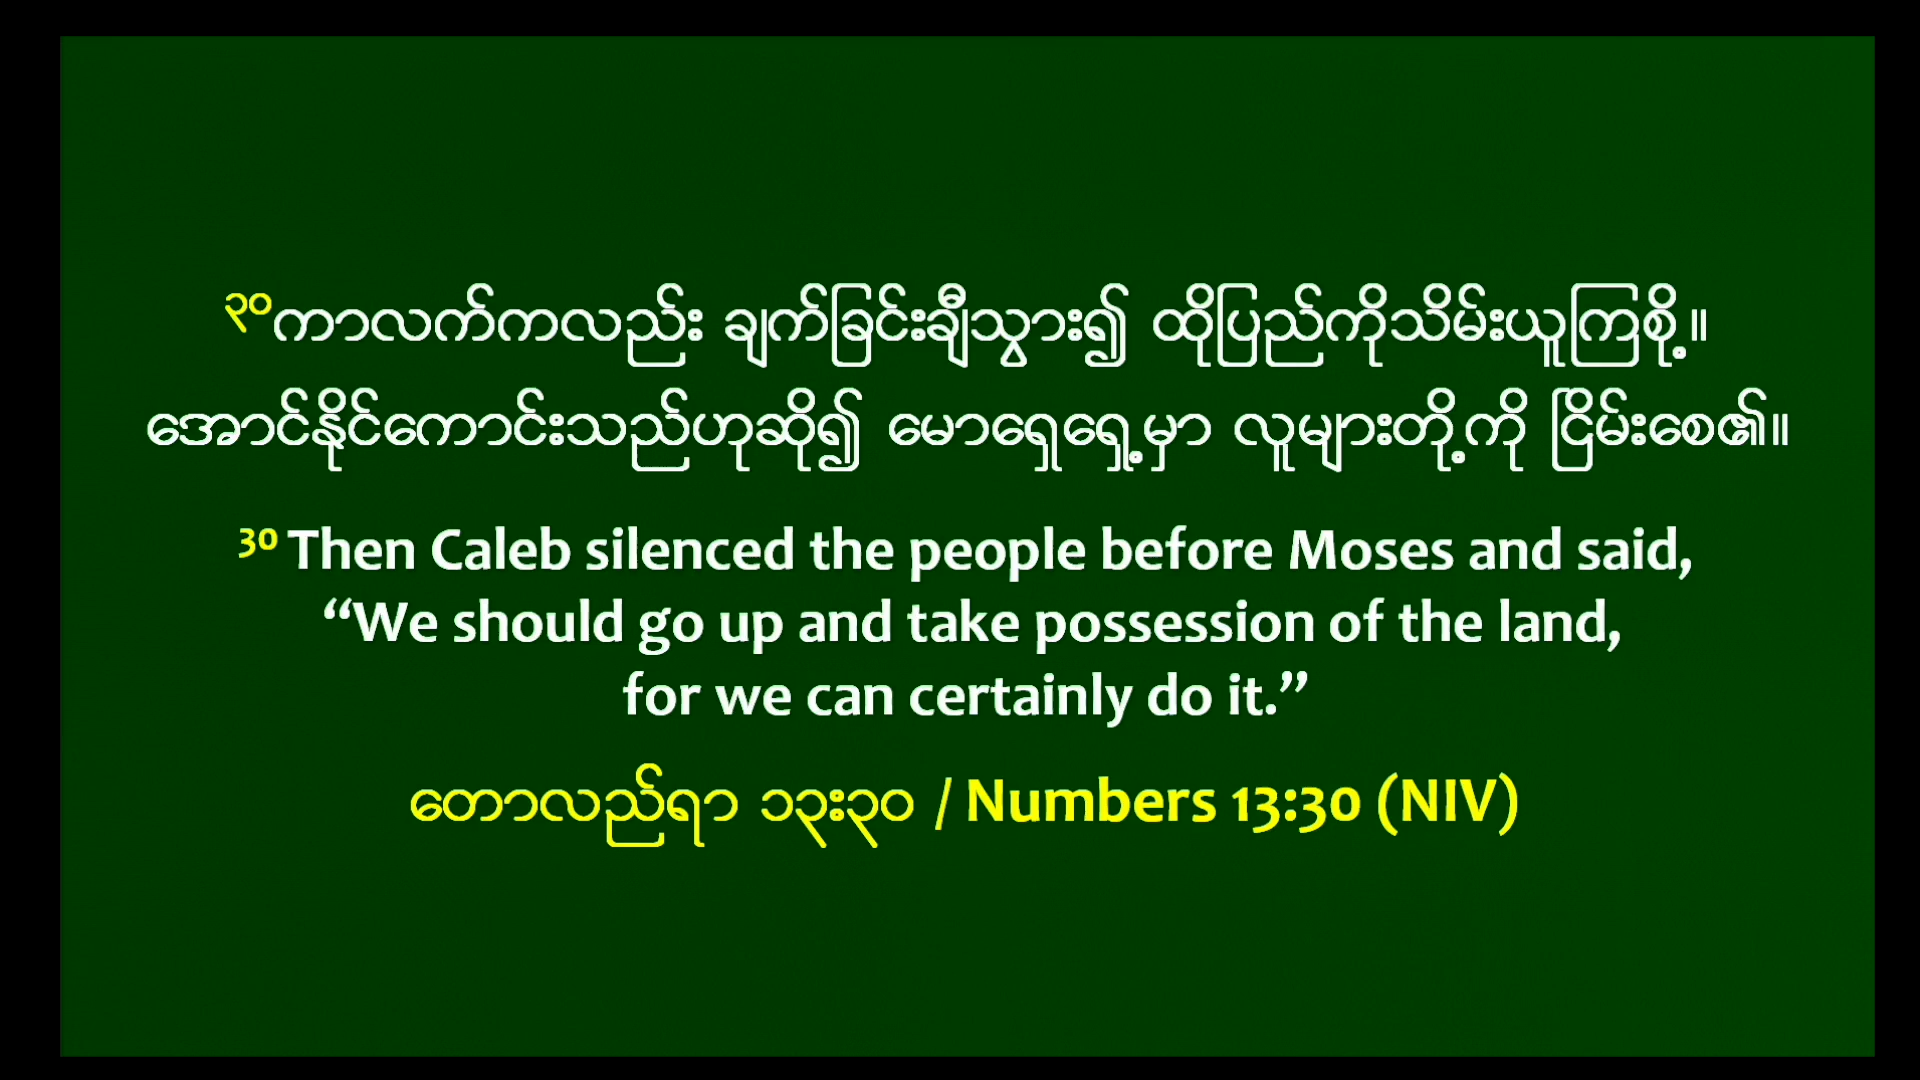 ၃၀ကာလက်ကလည်း ချက်ခြင်းချီသွား၍ ထိုပြည်ကိုသိမ်းယူကြစို့။
အောင်နိုင်ကောင်းသည်ဟုဆို၍ မောရှေရှေ့မှာ လူများတို့ကို ငြိမ်းစေ၏။
30 Then Caleb silenced the people before Moses and said,
“We should go up and take possession of the land,
for we can certainly do it.”
တောလည်ရာ ၁၃း၃၀ / Numbers 13:30 (NIV)